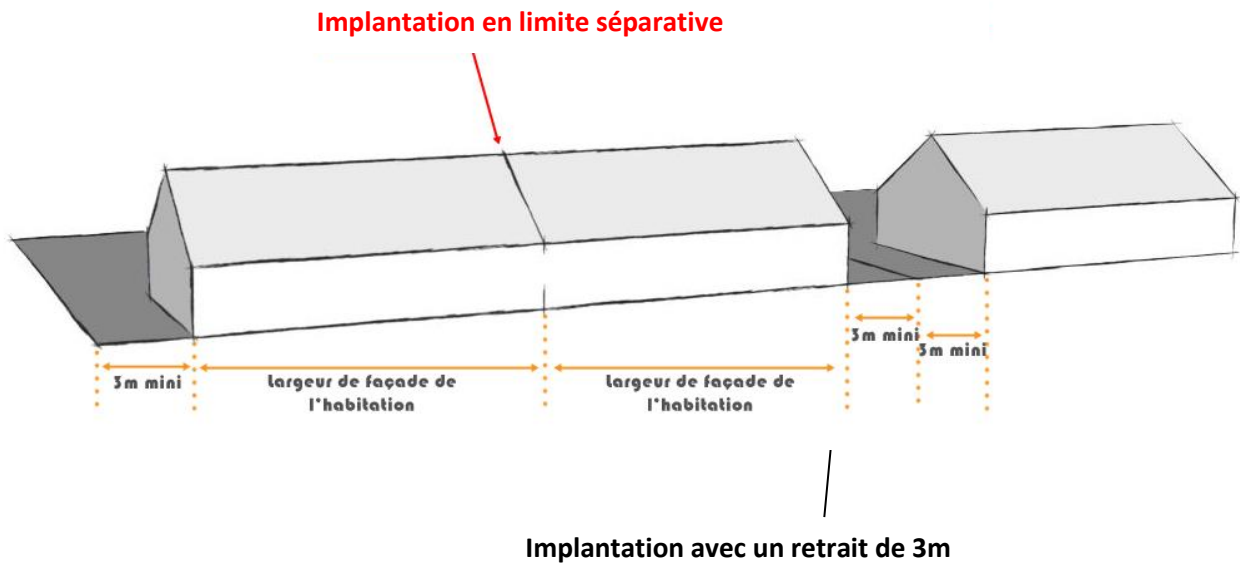 Implantation en limite séparative
3m mini
3m mini
3m mini
Largeur de façade de
l'habitation
Largeur de façade de
l'habitation
Implantation avec un retrait de 3m